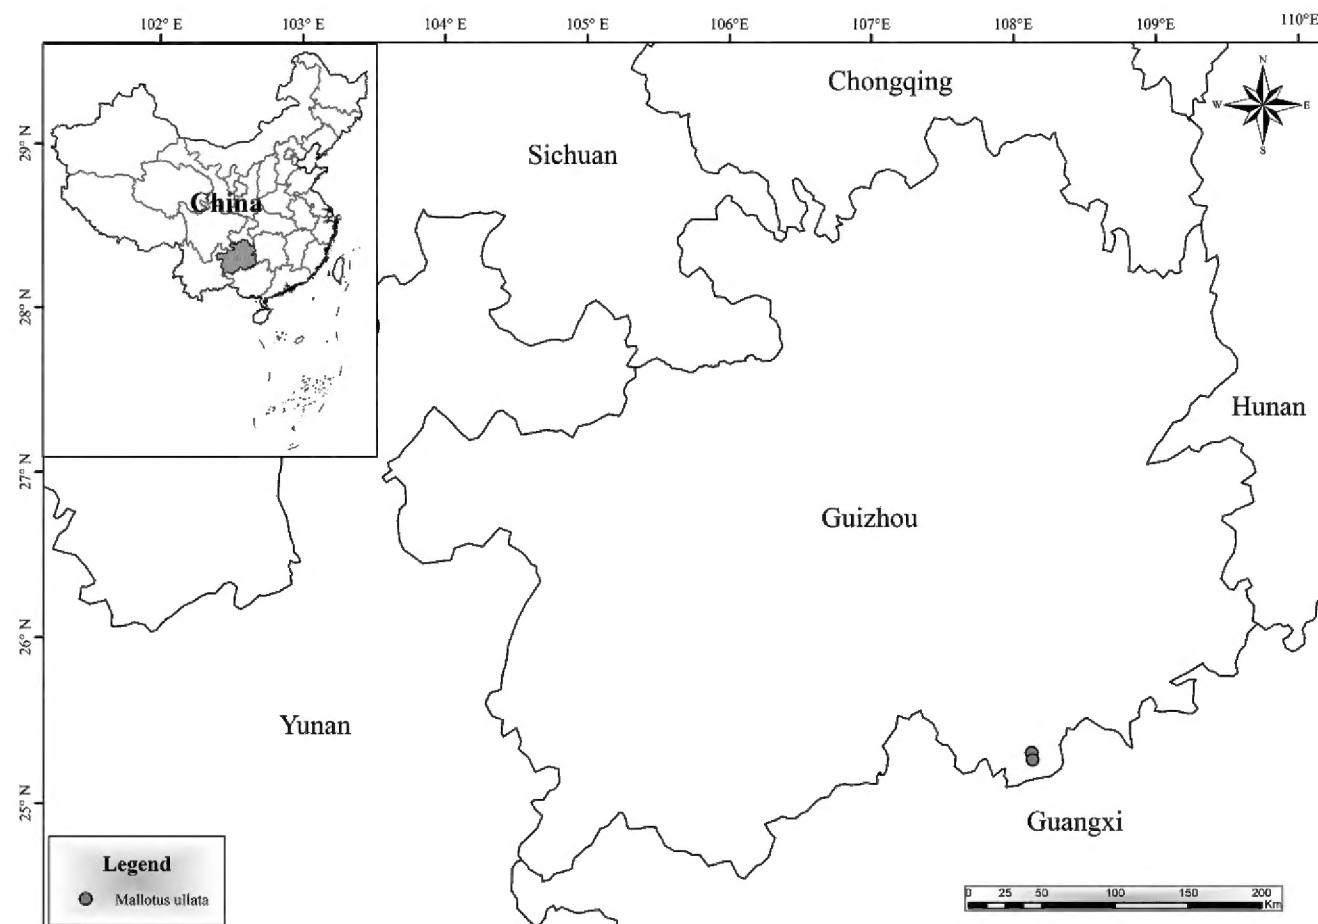 102° E 103° E 104° E 105° E 106° E 107° E 108° E 109° E 110° E
29° N
28° N
27° N
26° N
25° N
China
Chongqing
Sichuan
N
W E
S
Hunan
Guizhou
Yunan
Guangxi
Legend
Mallotus ullata
0 25 50 100 150 200
Km